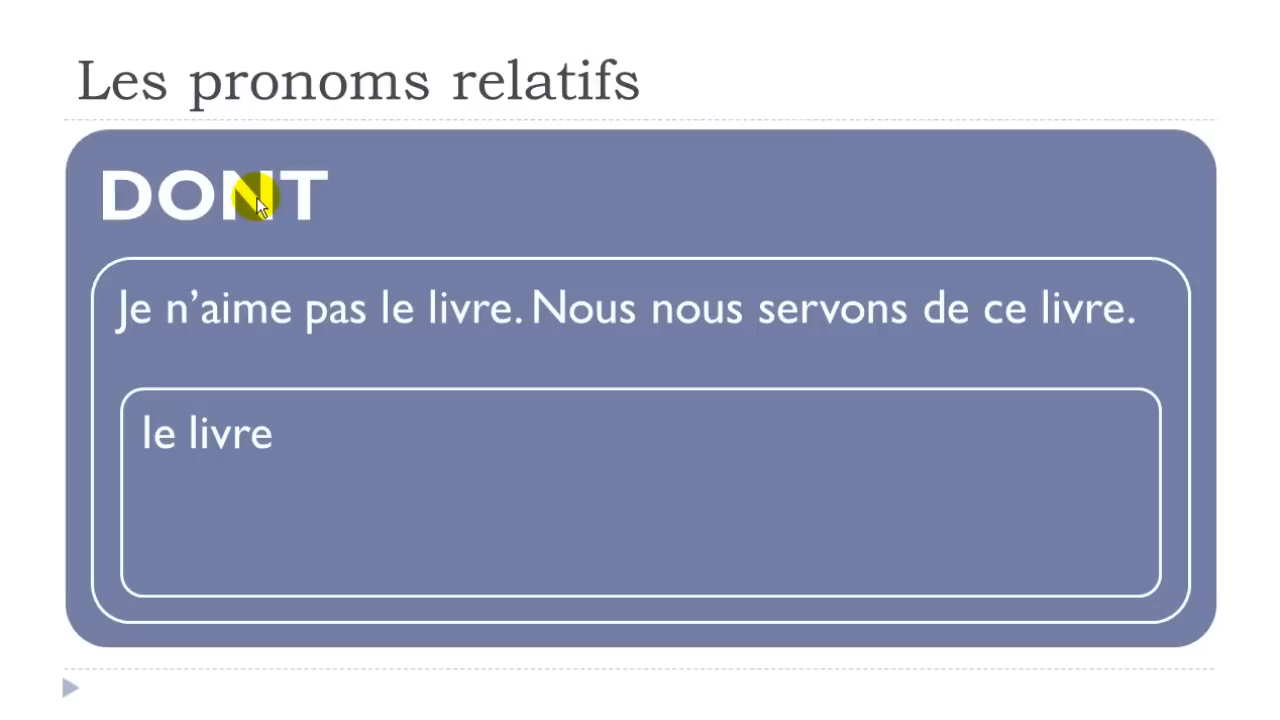 Les pronoms relatifs
DONT
Je n’aime pas le livre. Nous nous servons de ce livre.
le livre